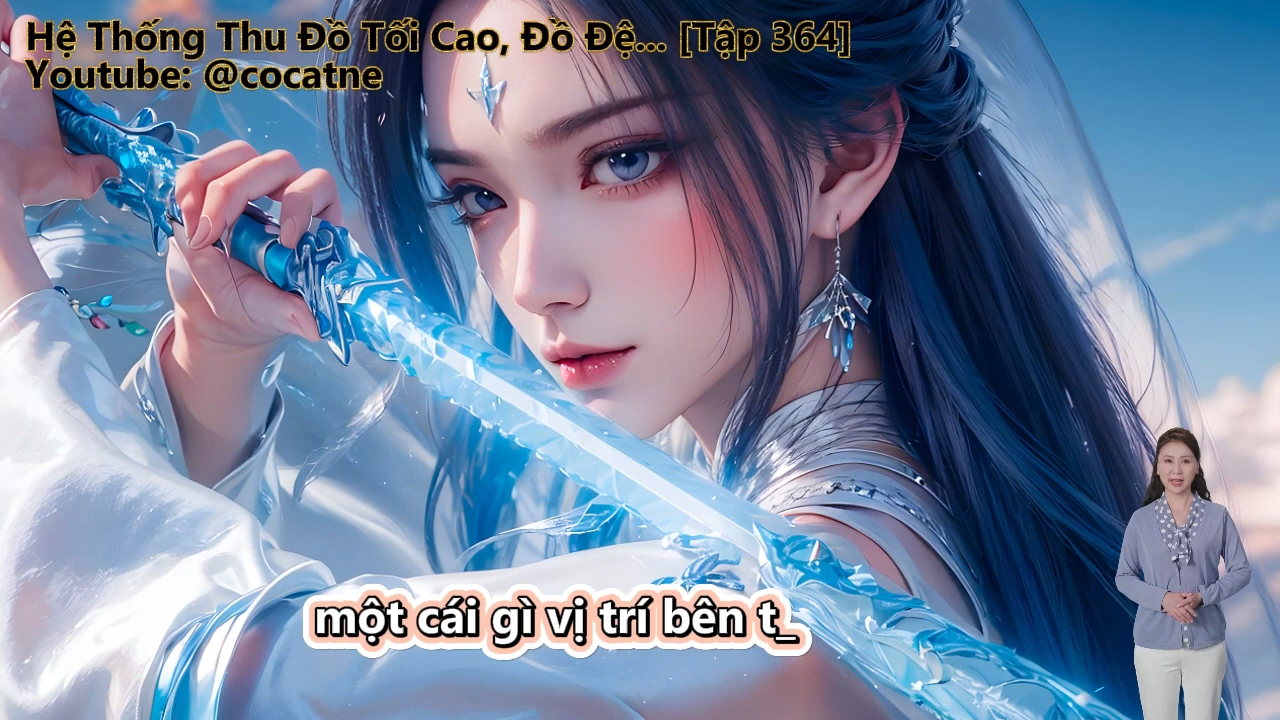 Hệ Thống Thu Đồ Tối Cao, Đồ Đệ... [Tập 364]
Youtube: @cocatne
một cái gì vị trí bên t_